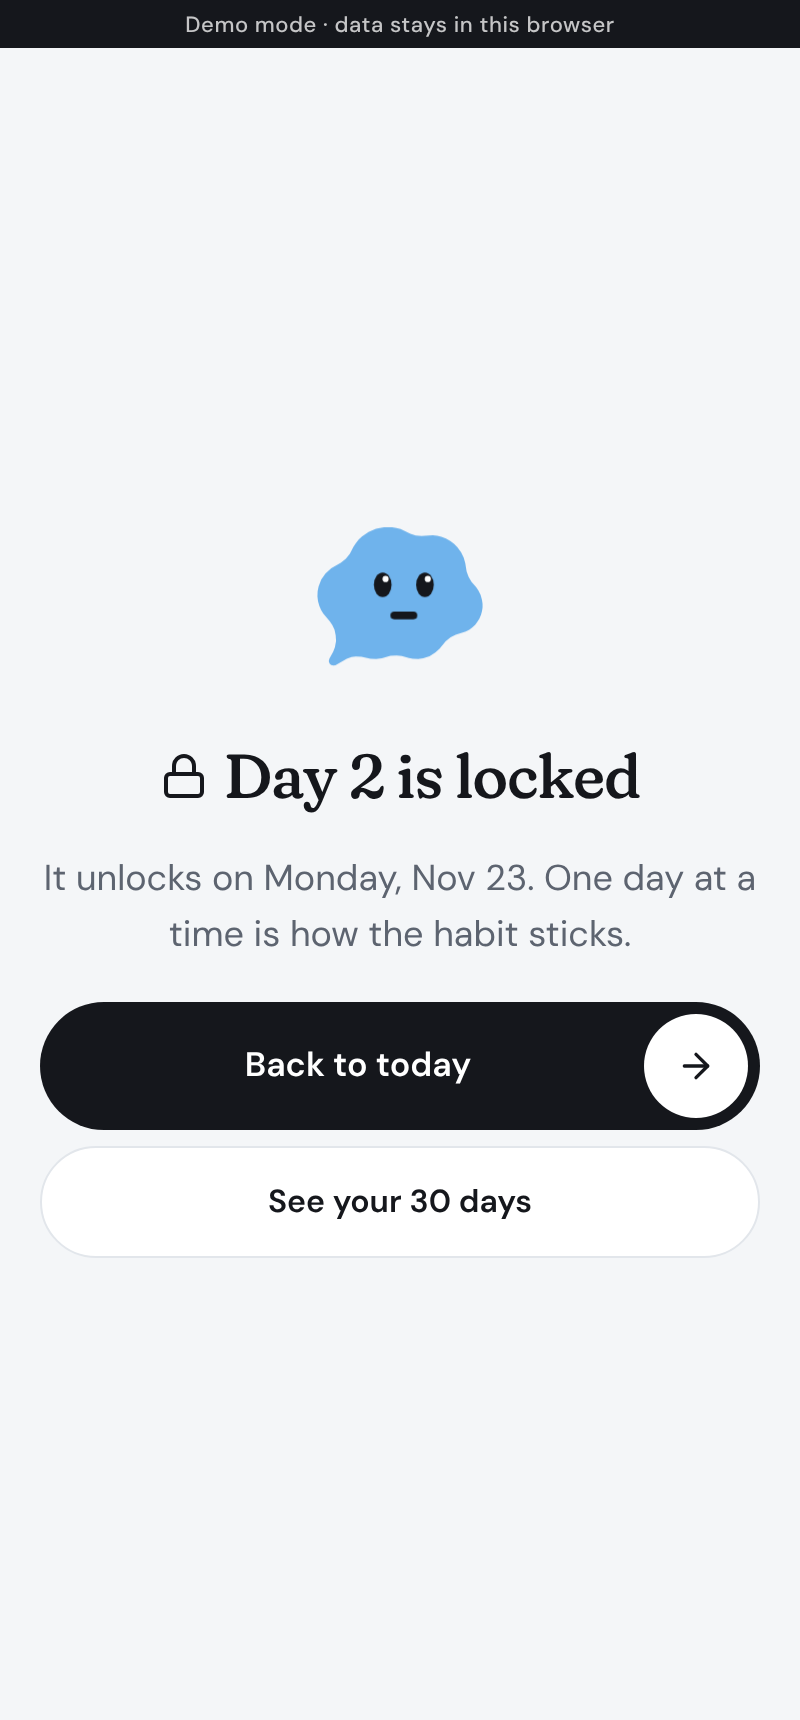 Demo mode · data stays in this browser
Day 2 is locked
It unlocks on Monday, Nov 23. One day at a
time is how the habit sticks.
Back to today
See your 30 days